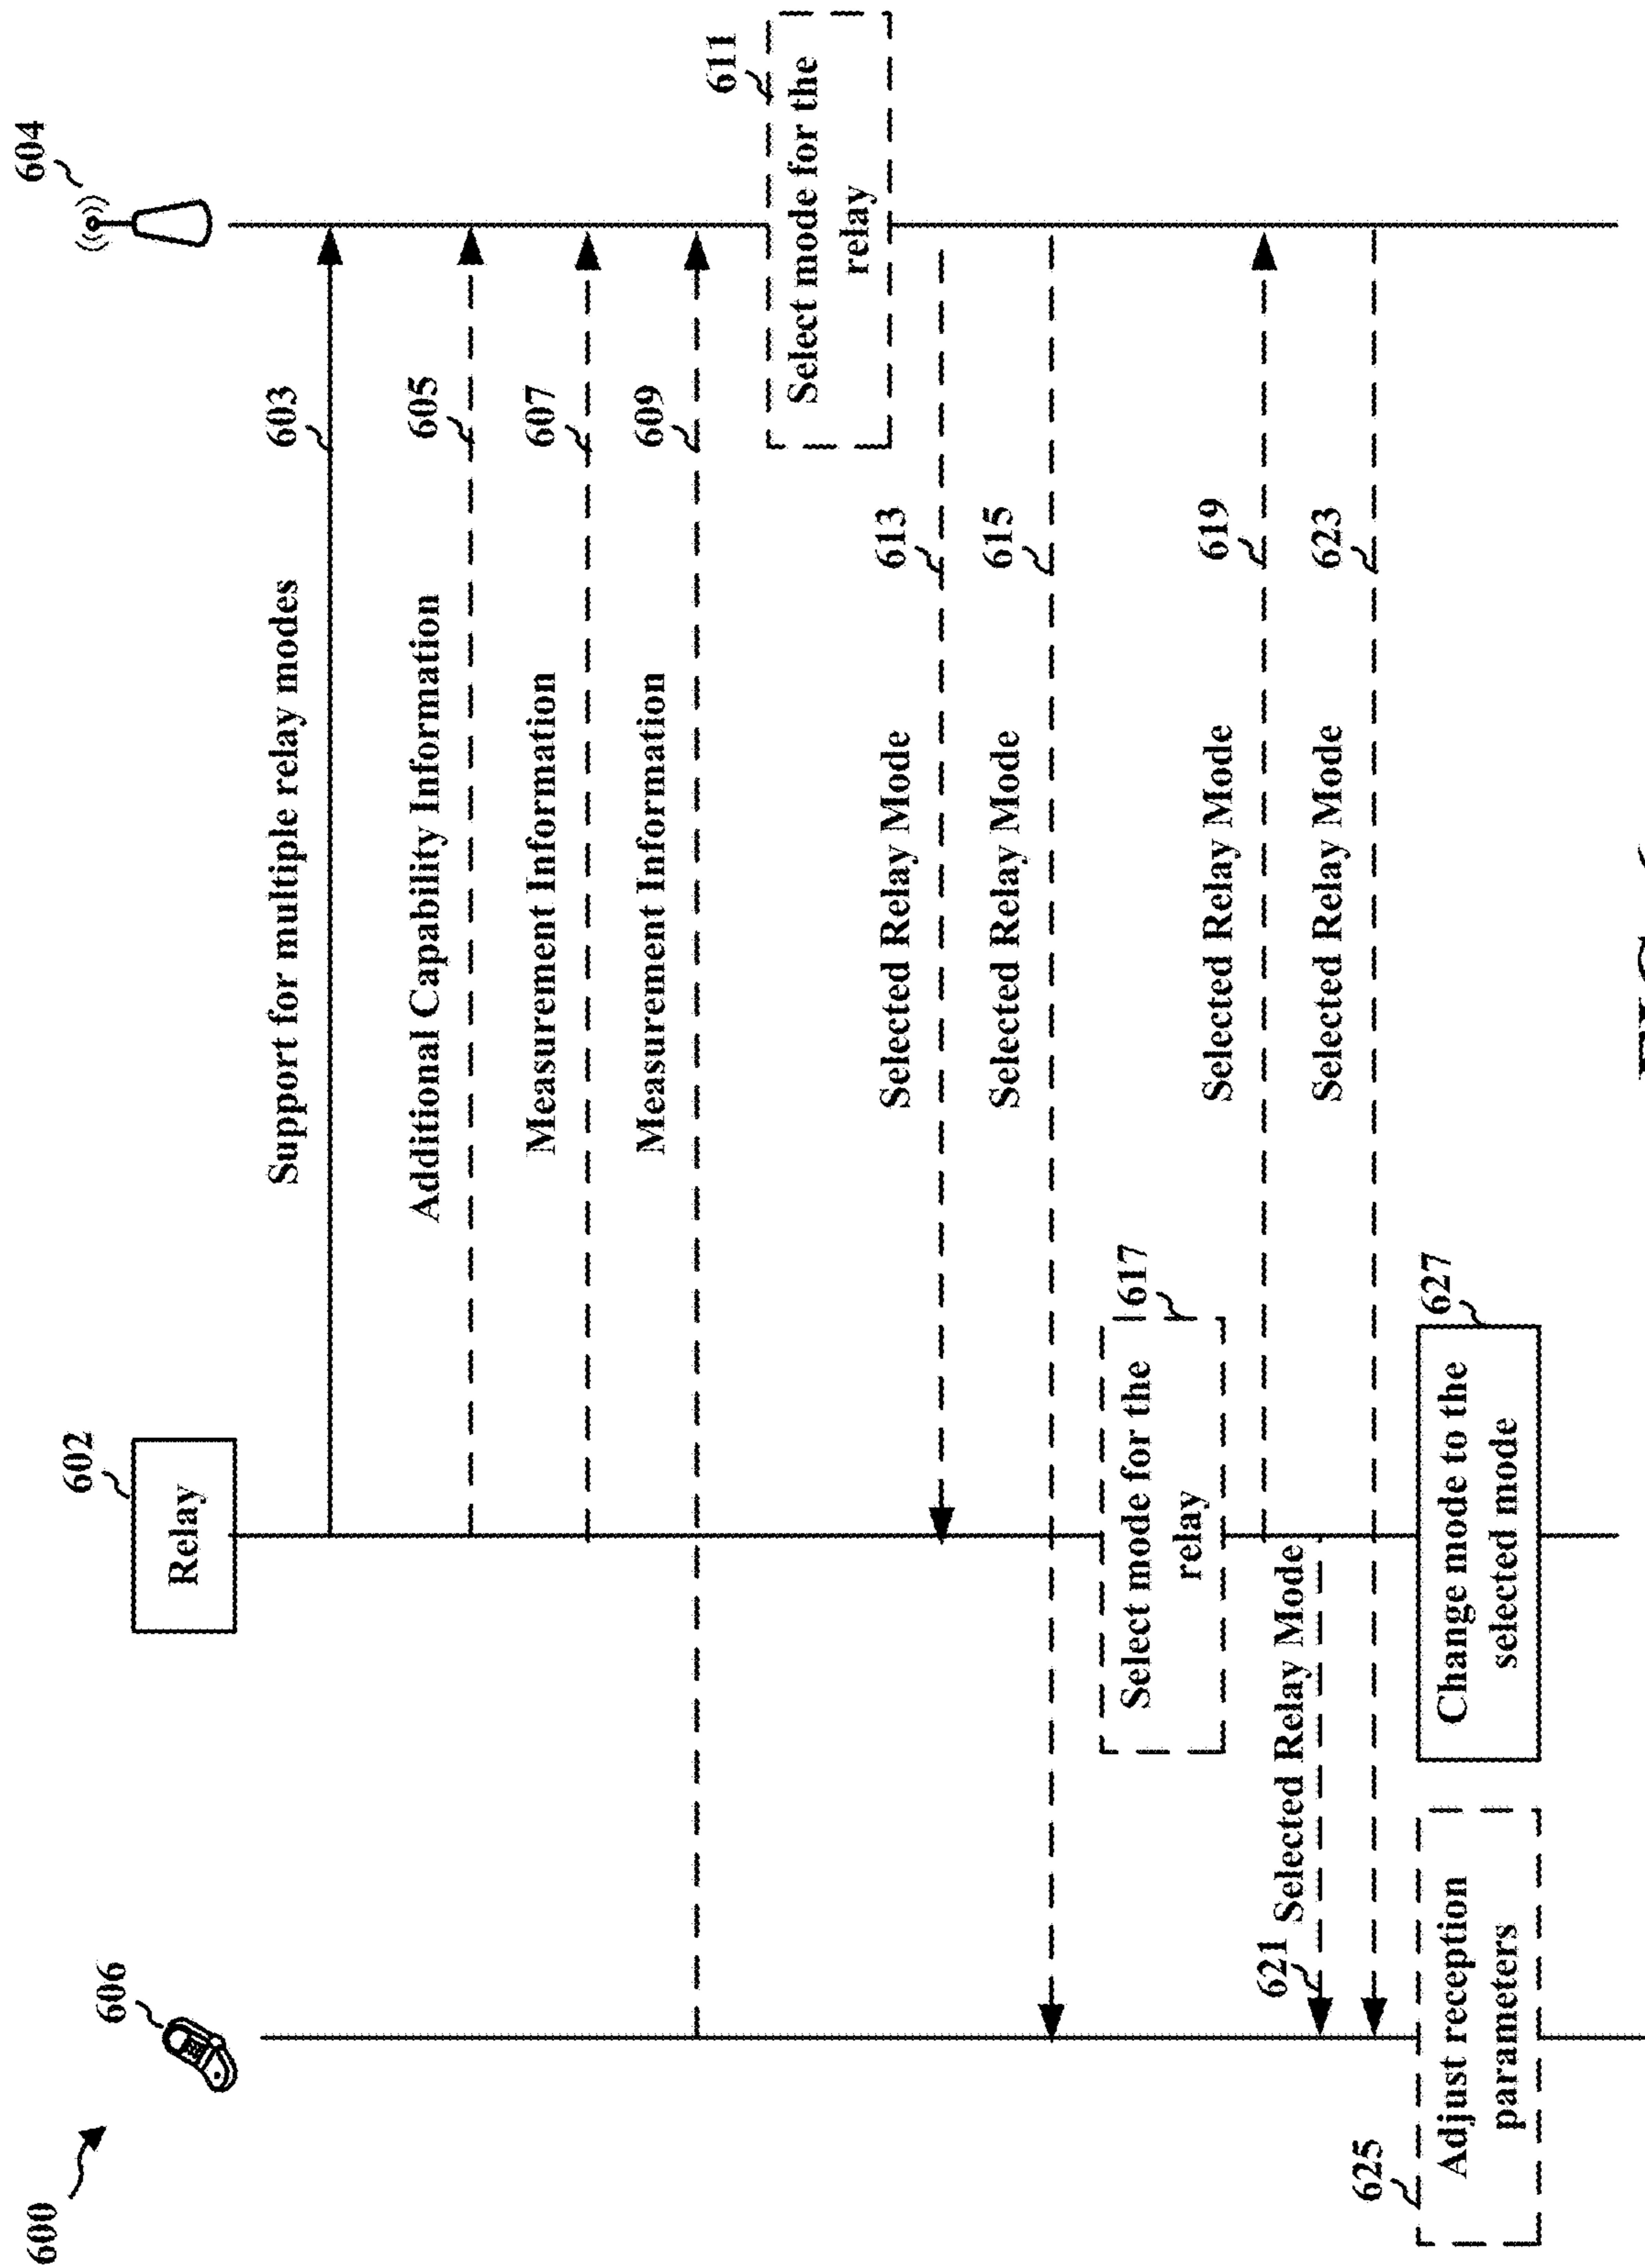 600
606
602
Relay
604
Support for multiple relay modes
603
Additional Capability Information
605
Measurement Information
607
Measurement Information
609
611
Select mode for the
relay
Selected Relay Mode
613
Selected Relay Mode
615
617
Select mode for the
relay
Selected Relay Mode
619
621
Selected Relay Mode
Selected Relay Mode
623
625
Adjust reception
parameters
627
Change mode to the
selected mode